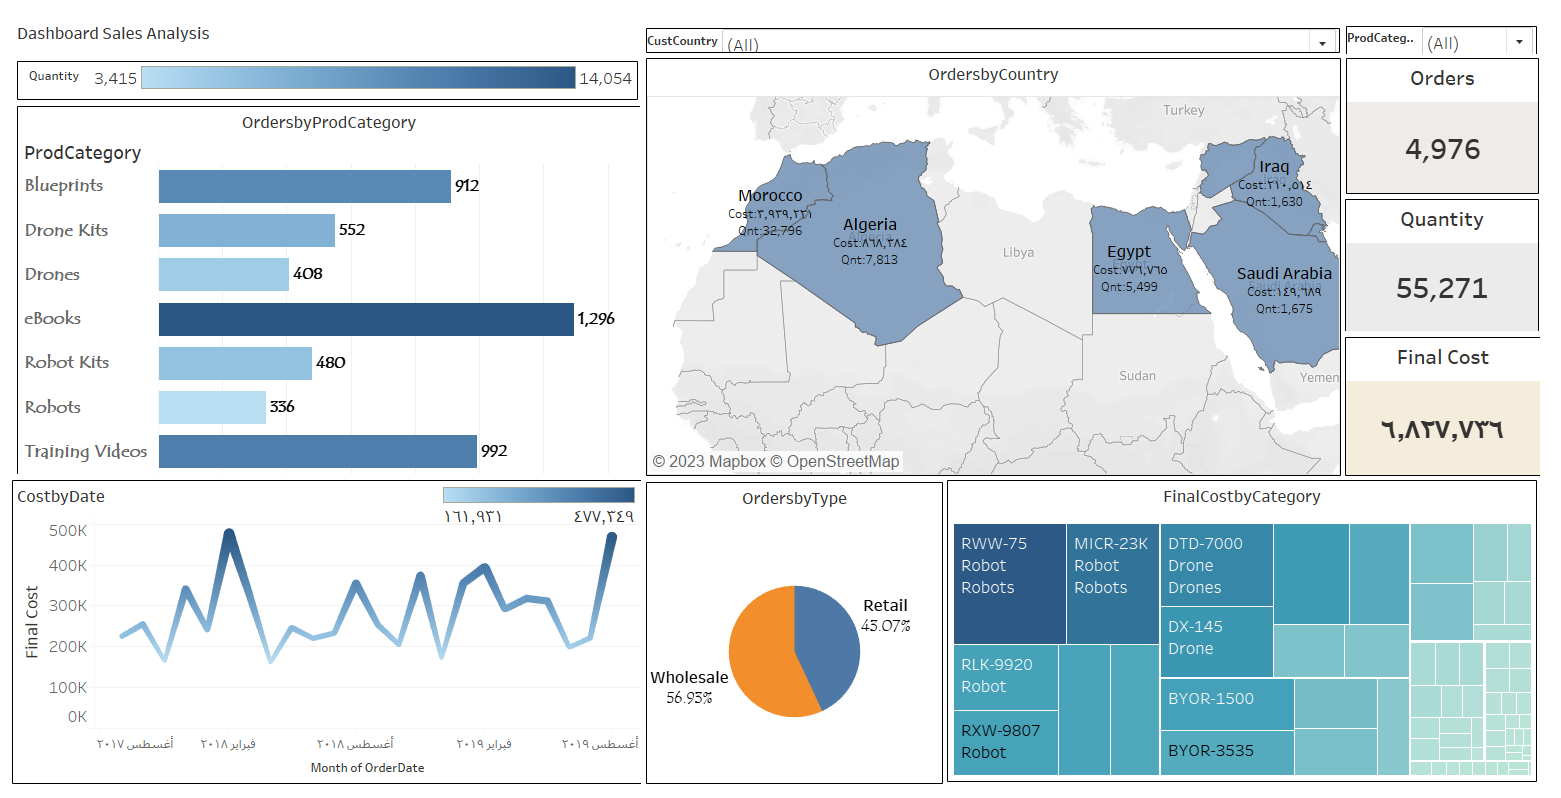 Dashboard Sales Analysis
Quantity
3,415
14,054
OrdersbyProdCategory
ProdCategory
Blueprints
912
Drone Kits
552
Drones
408
eBooks
1,296
Robot Kits
480
Robots
336
Training Videos
992
CustCountry
(All)
ProdCateg..
(All)
OrdersbyCountry
Turkey
Morocco
Cost:٢,٩٢٩,٢٢١
Qnt:32,796
Algeria
Cost:٨٦٨,٢٨٤
Qnt:7,813
Libya
Egypt
Cost:٧٧٦,٧٦٥
Qnt:5,499
Iraq
Cost:٢١٠,٥١٤
Qnt:1,630
Saudi Arabia
Cost:١٤٩,٦٨٩
Qnt:1,675
Sudan
Yemen
© 2023 Mapbox © OpenStreetMap
Orders
4,976
Quantity
55,271
Final Cost
٦,٨٢٧,٧٣٦
CostbyDate
١٦١,٩٣١
٤٧٧,٣٤٩
Final Cost
500K
400K
300K
200K
100K
0K
أغسطس ٢٠١٧
فبراير ٢٠١٨
أغسطس ٢٠١٨
فبراير ٢٠١٩
أغسطس ٢٠١٩
Month of OrderDate
OrdersbyType
Retail
43.07%
Wholesale
56.93%
FinalCostbyCategory
RWW-75
Robot
Robots
MICR-23K
Robot
Robots
DTD-7000
Drone
Drones
DX-145
Drone
RLK-9920
Robot
RXW-9807
Robot
BYOR-1500
BYOR-3535